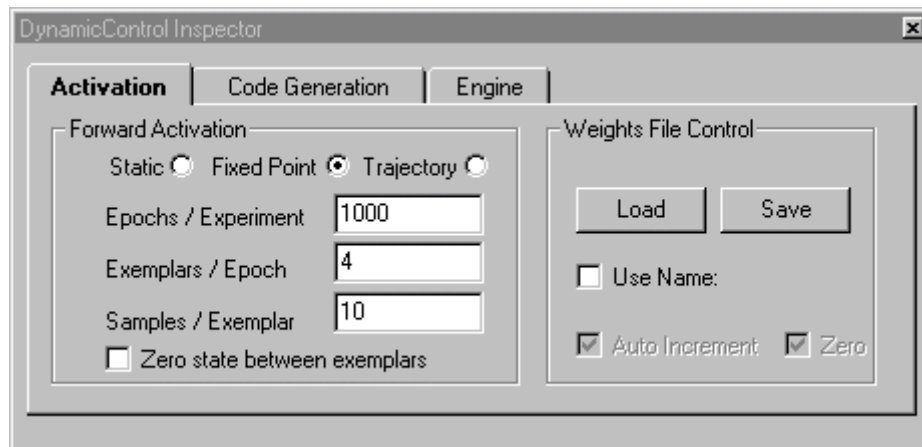 DynamicControl Inspector
Activation Code Generation Engine
Forward Activation
Static Fixed Point Trajectory
Epochs / Experiment 1000
Exemplars / Epoch 4
Samples / Exemplar 10
Zero state between exemplars
Weights File Control
Load Save
Use Name:
Auto Increment Zero